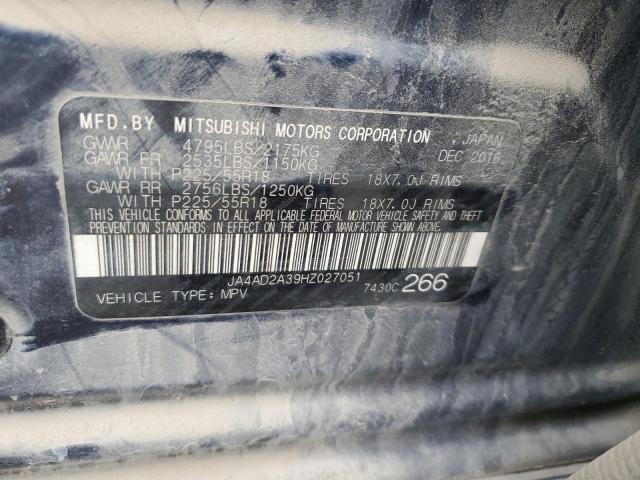 MFD.BY MITSUBISHI MOTORS CORPORATION , JAPAN
GVWR 4795LBS/2175KG DEC 2016
GAWR FR 2535LBS/1150KG
WITH P225/55R18 TIRES 18X7.0J RIMS
GAWR RR 2756LBS/1250KG
WITH P225/55R18 TIRES 18X7.0J RIMS
THIS VEHICLE CONFORMS TO ALL APPLICABLE FEDERAL MOTOR VEHICLE SAFETY AND THEFT
PREVENTION STANDARDS IN EFFECT ON THE DATE OF MANUFACTURE SHOWN ABOVE.
JA4AD2A39HZ027051
VEHICLE TYPE: MPV 7430C 266